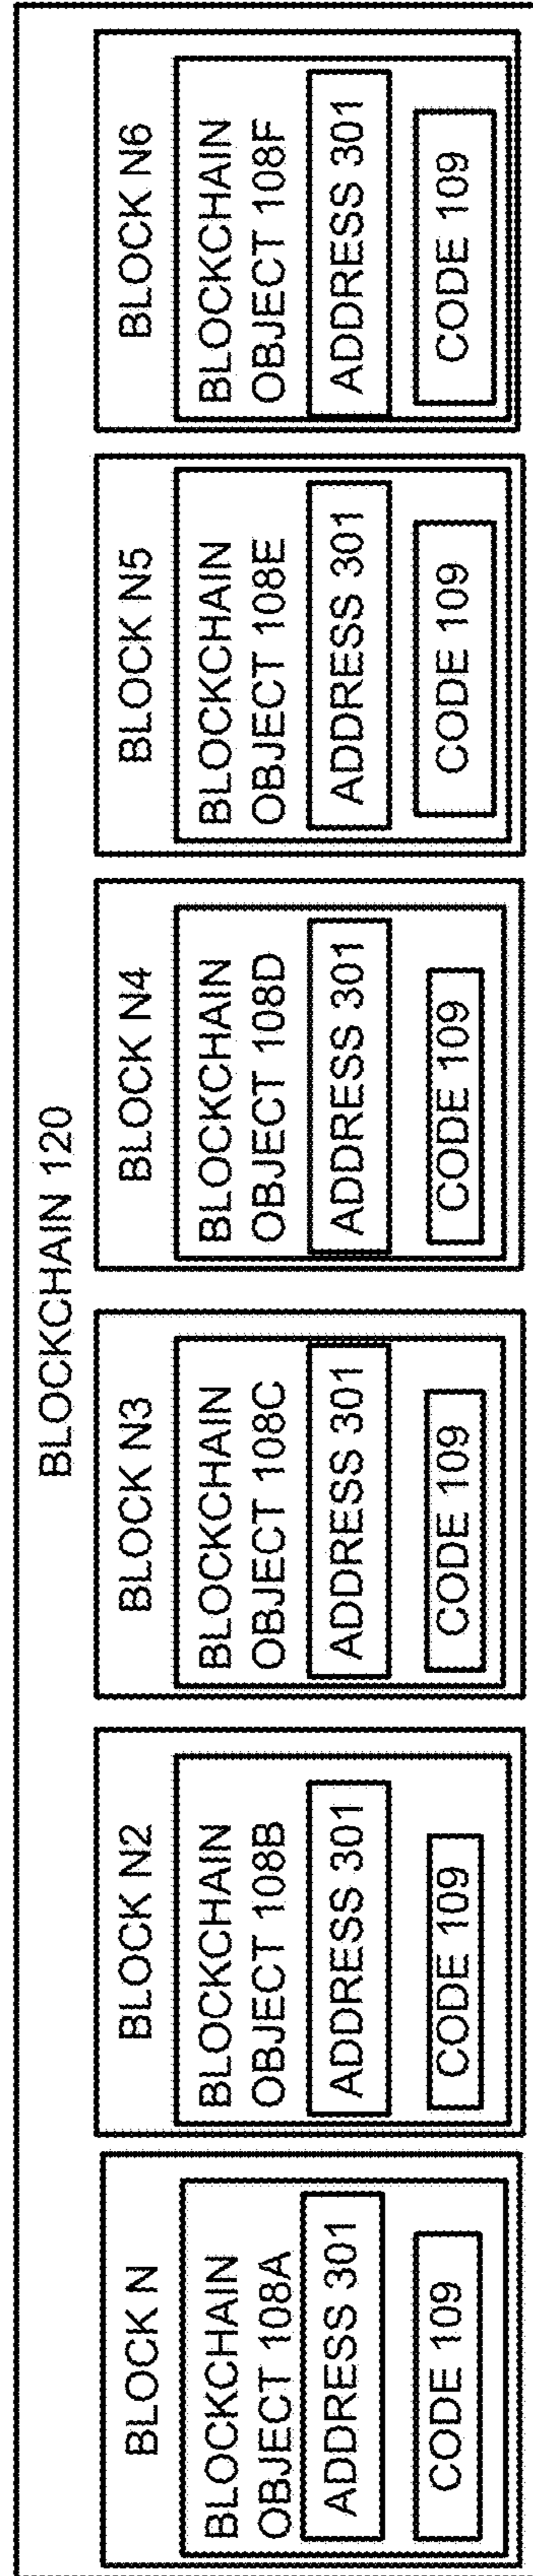 BLOCKCHAIN 120
BLOCK N
BLOCKCHAIN
OBJECT 108A
ADDRESS 301
CODE 109
BLOCK N2
BLOCKCHAIN
OBJECT 108B
ADDRESS 301
CODE 109
BLOCK N3
BLOCKCHAIN
OBJECT 108C
ADDRESS 301
CODE 109
BLOCK N4
BLOCKCHAIN
OBJECT 108D
ADDRESS 301
CODE 109
BLOCK N5
BLOCKCHAIN
OBJECT 108E
ADDRESS 301
CODE 109
BLOCK N6
BLOCKCHAIN
OBJECT 108F
ADDRESS 301
CODE 109